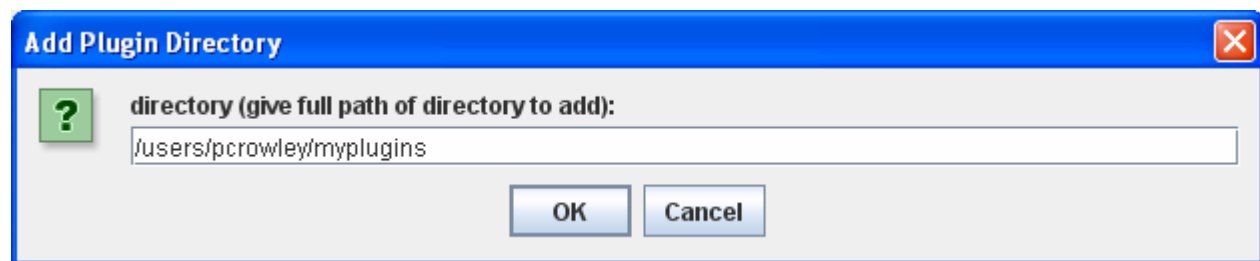 Add Plugin Directory
?
directory (give full path of directory to add):
/users/pcrowley/myplugins
OK Cancel